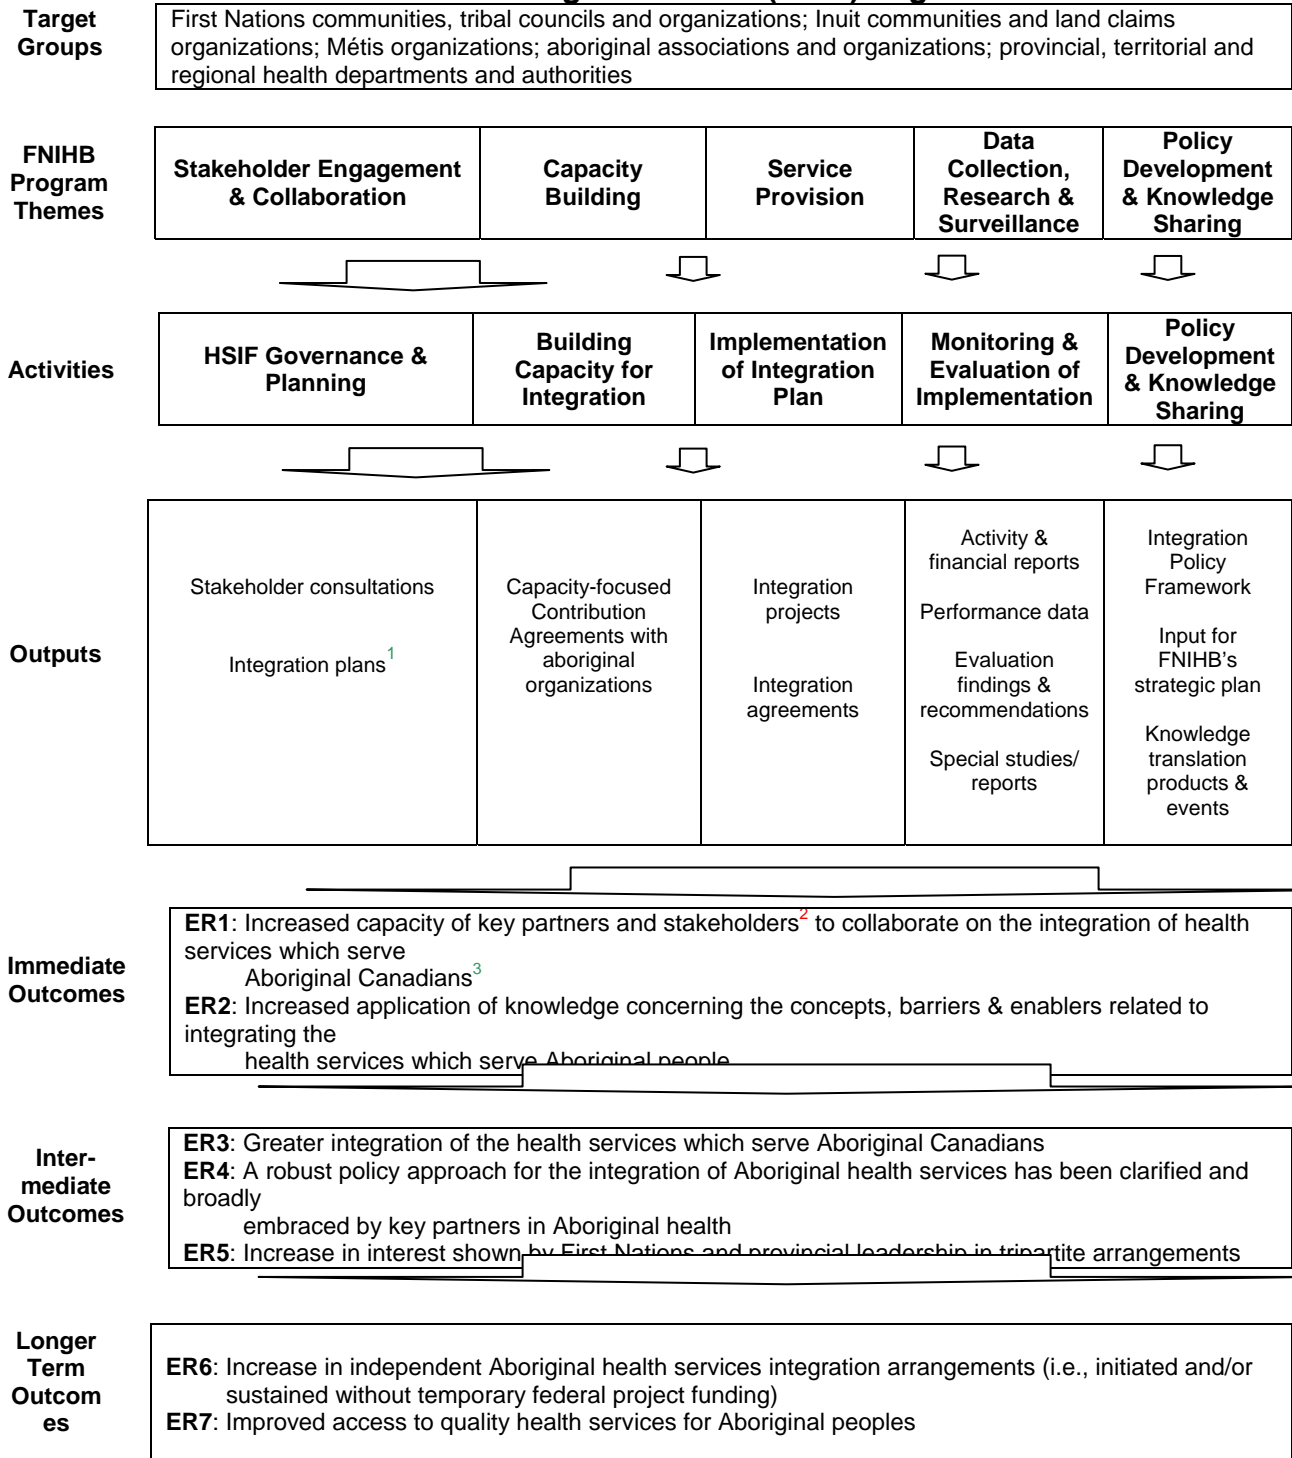 Target
Groups
First Nations communities, tribal councils and organizations; Inuit communities and land claims
organizations; Métis organizations; aboriginal associations and organizations; provincial, territorial and
regional health departments and authorities
FNIHB
Program
Themes
Stakeholder Engagement
& Collaboration
Capacity
Building
Service
Provision
Data
Collection,
Research &
Surveillance
Policy
Development
& Knowledge
Sharing
Activities
HSIF Governance &
Planning
Building
Capacity for
Integration
Implementation
of Integration
Plan
Monitoring &
Evaluation of
Implementation
Policy
Development
& Knowledge
Sharing
Outputs
Stakeholder consultations
Integration plans1
Capacity-focused
Contribution
Agreements with
aboriginal
organizations
Integration
projects
Integration
agreements
Activity &
financial reports
Performance data
Evaluation
findings &
recommendations
Special studies/
reports
Integration
Policy
Framework
Input for
FNIHB's
strategic plan
Knowledge
translation
products &
events
Immediate
Outcomes
ER1: Increased capacity of key partners and stakeholders2 to collaborate on the integration of health
services which serve
Aboriginal Canadians3
ER2: Increased application of knowledge concerning the concepts, barriers & enablers related to
integrating the
health services which serve Aboriginal people
Inter-
mediate
Outcomes
ER3: Greater integration of the health services which serve Aboriginal Canadians
ER4: A robust policy approach for the integration of Aboriginal health services has been clarified and
broadly
embraced by key partners in Aboriginal health
ER5: Increase in interest shown by First Nations and provincial leadership in tripartite arrangements
Longer
Term
Outcom
es
ER6: Increase in independent Aboriginal health services integration arrangements (i.e., initiated and/or
sustained without temporary federal project funding)
ER7: Improved access to quality health services for Aboriginal peoples